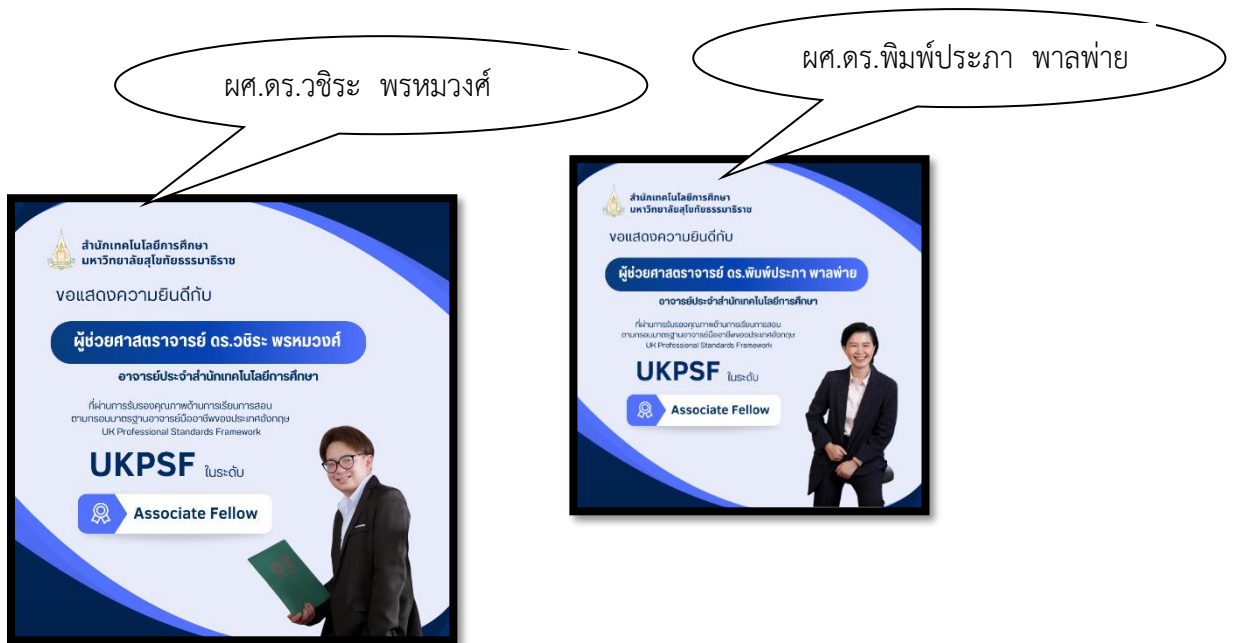 ผศ.ดร.วชิระ พรหมวงศ์
ผศ.ดร.พิมพ์ประภา พาลพ่าย
สำนักเทคโนโลยีการศึกษา
มหาวิทยาลัยสุโขทัยธรรมาธิราช
ขอแสดงความยินดีกับ
ผู้ช่วยศาสตราจารย์ ดร.วชิระ พรหมวงศ์
อาจารย์ประจำสำนักเทคโนโลยีการศึกษา
ที่ผ่านการรับรองคุณภาพด้านการเรียนการสอน
ตามกรอบมาตรฐานอาจารย์มืออาชีพของประเทศอังกฤษ
UK Professional Standards Framework
UKPSF ในระดับ
Associate Fellow
สำนักเทคโนโลยีการศึกษา
มหาวิทยาลัยสุโขทัยธรรมาธิราช
ขอแสดงความยินดีกับ
ผู้ช่วยศาสตราจารย์ ดร.พิมพ์ประภา พาลพ่าย
อาจารย์ประจำสำนักเทคโนโลยีการศึกษา
ที่ผ่านการรับรองคุณภาพด้านการเรียนการสอน
ตามกรอบมาตรฐานอาจารย์มืออาชีพของประเทศอังกฤษ
UK Professional Standards Framework
UKPSF ในระดับ
Associate Fellow